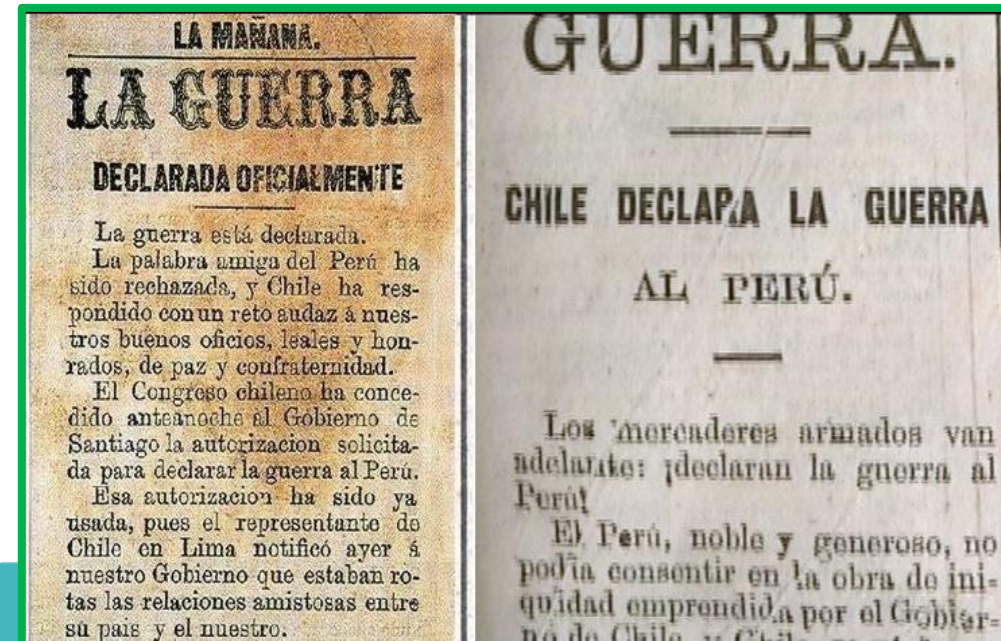 LA MAÑANA.
LA GUERRA
DECLARADA OFICIALMENTE
La guerra está declarada.
La palabra amiga del Perú ha
sido rechazada, y Chile ha res-
pondido con un reto audaz á nues-
tros buenos oficios, leales y hon-
rados, de paz y confraternidad.
El Congreso chileno ha conce-
dido anteanoche al Gobierno de
Santiago la autorizacion solicita-
da para declarar la guerra al Perú.
Esa autorizacion ha sido ya
usada, pues el representante de
Chile en Lima notificó ayer á
nuestro Gobierno que estaban ro-
tas las relaciones amistosas entre
su pais y el nuestro.
GUERRA.
CHILE DECLARA LA GUERRA
AL PERÚ.
Los mercaderes armados van
adelante: ¡declaran la guerra al
Perú!
El Perú, noble y generoso, no
podia consentir en la obra de ini-
quidad emprendida por el Gobier-
no de Chile, y Chile